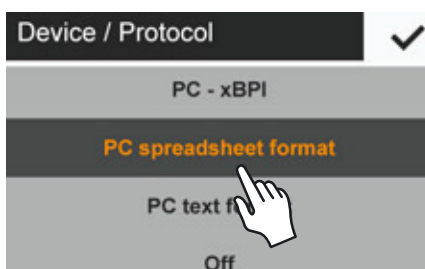 Device / Protocol
PC - xBPI
PC spreadsheet format
PC text
Off